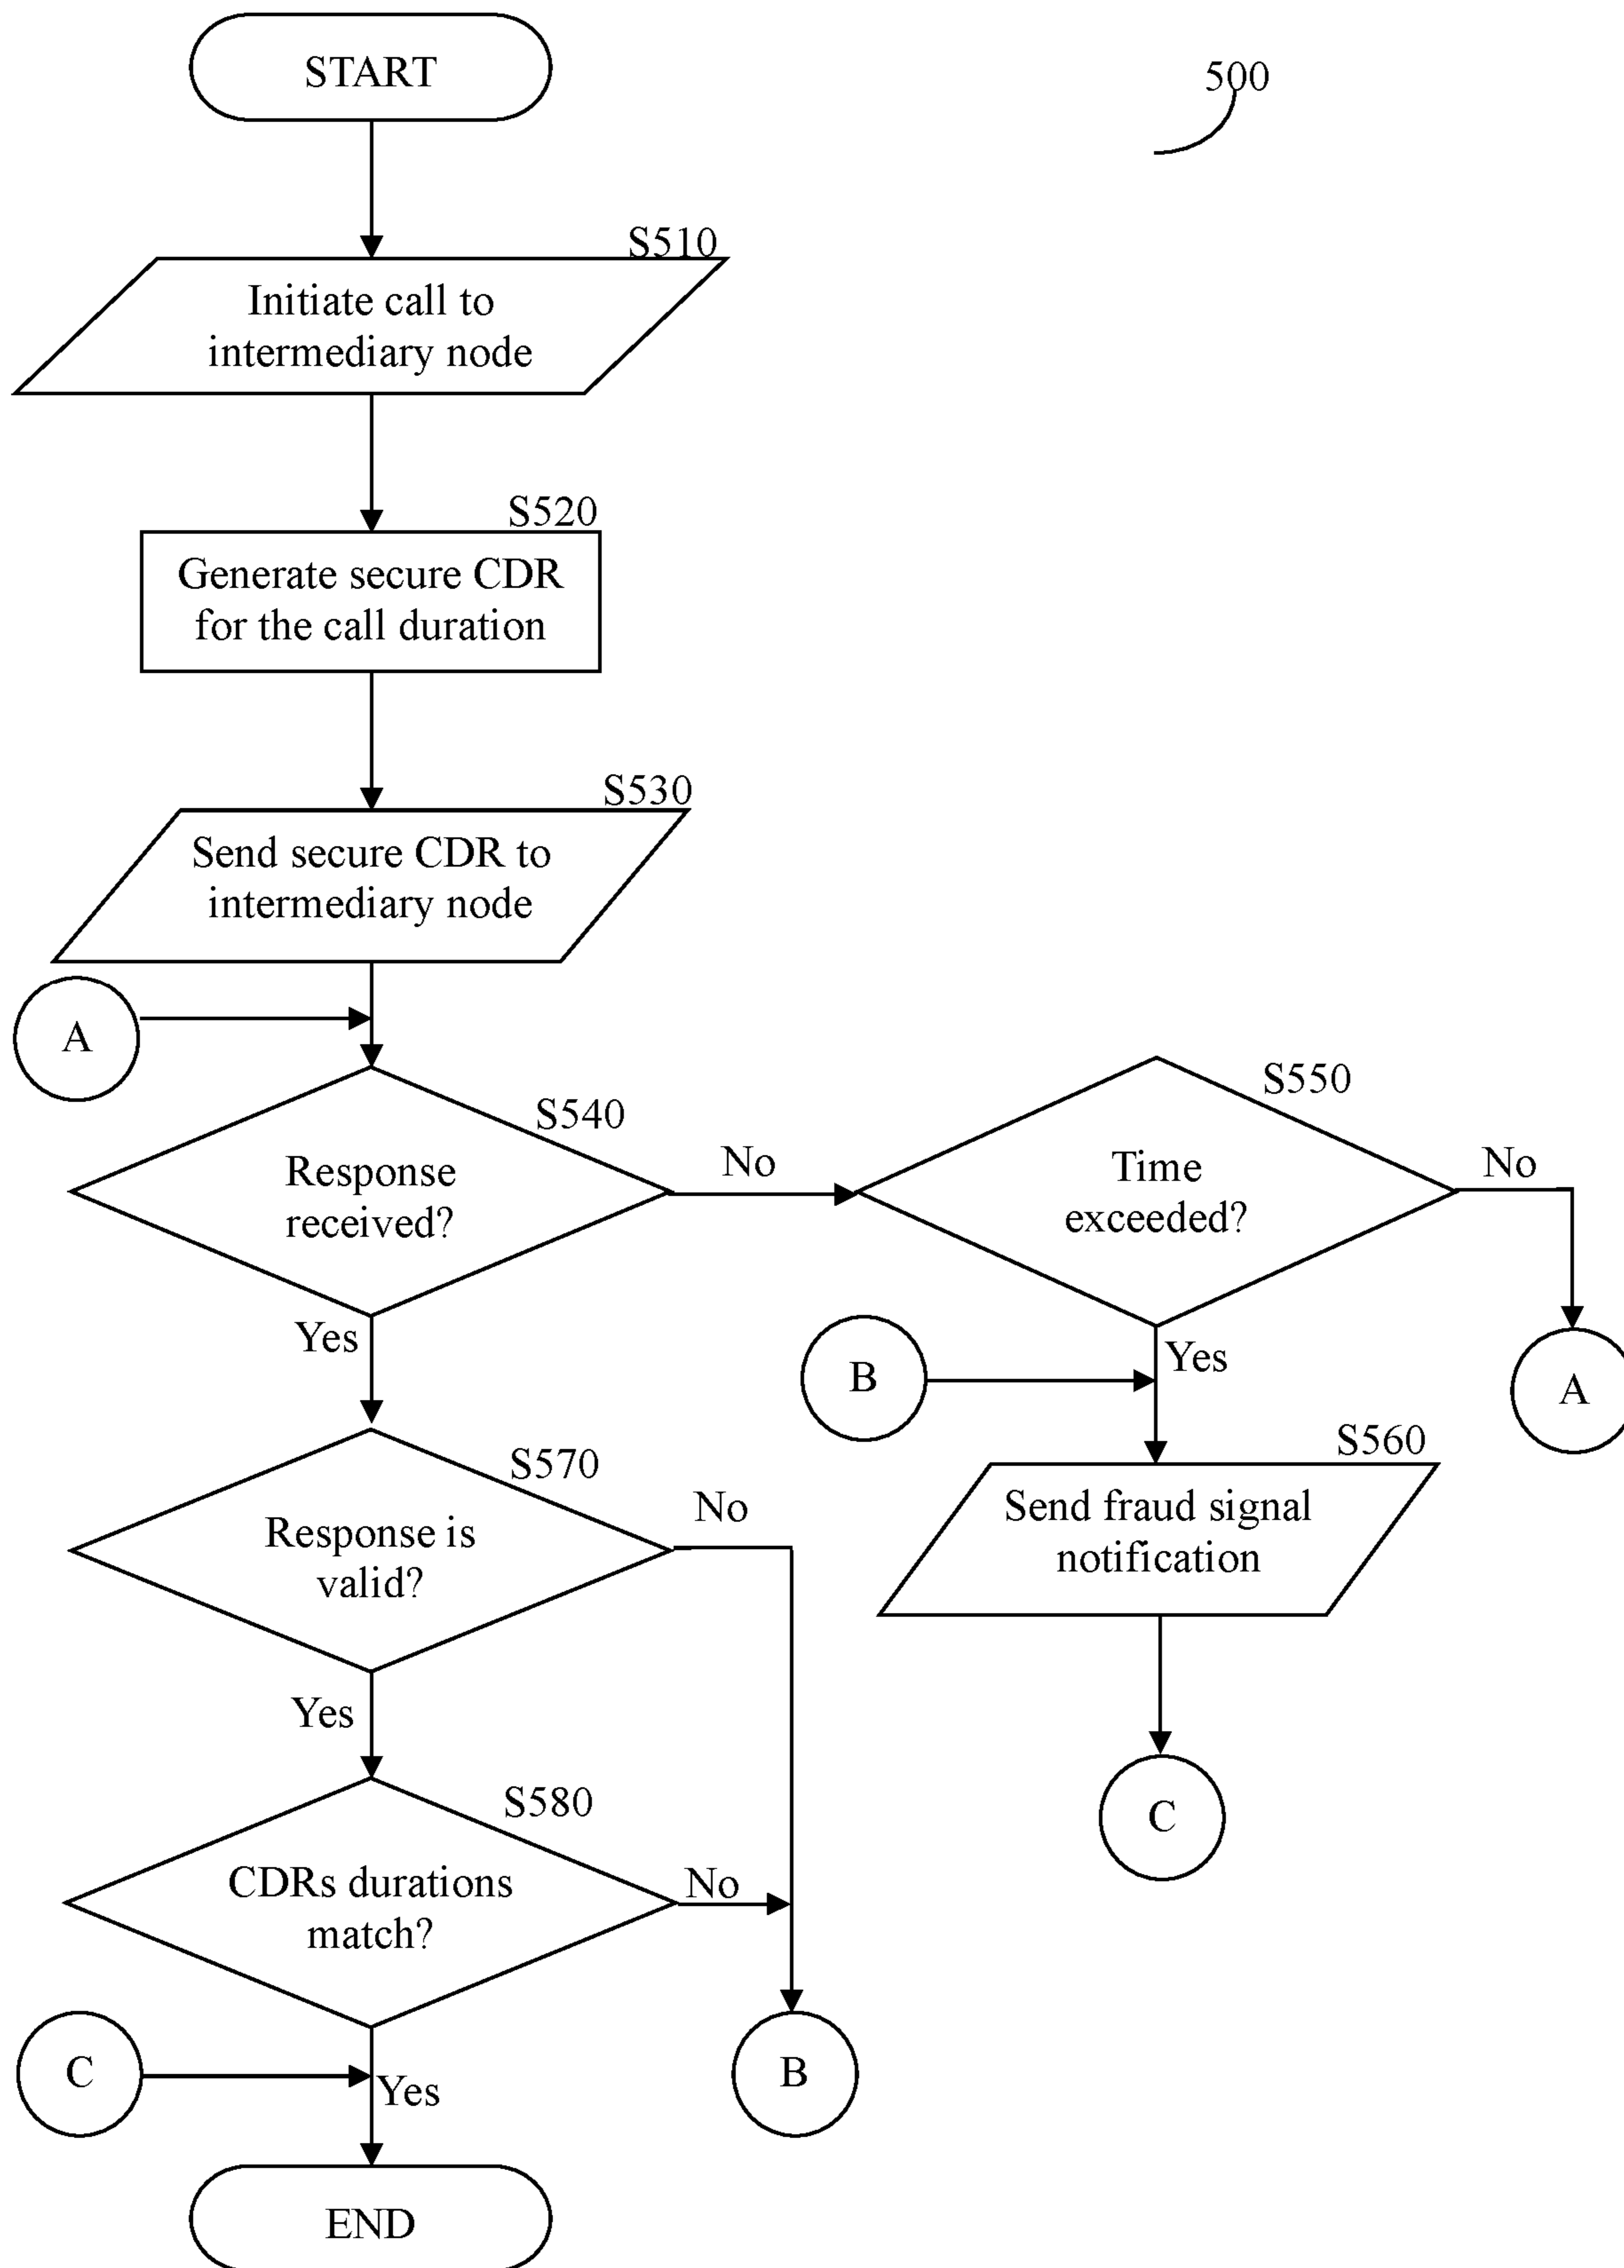 START
500
S510
Initiate call to
intermediary node
S520
Generate secure CDR
for the call duration
S530
Send secure CDR to
intermediary node
A
S540
Response
received?
No
S550
Time
exceeded?
No
A
Yes
B
Yes
S560
Send fraud signal
notification
C
S570
Response is
valid?
No
Yes
S580
CDRs durations
match?
No
B
C
Yes
END